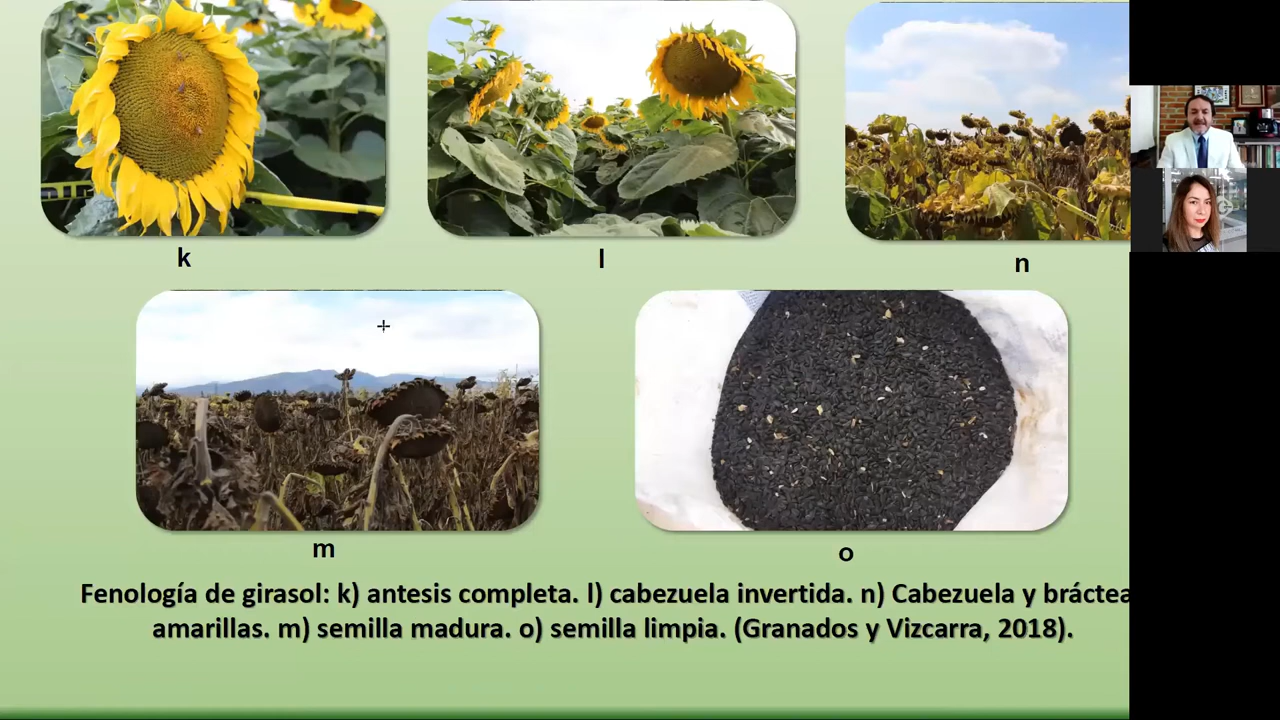 k
l
n
m
o
Fenología de girasol: k) antesis completa. l) cabezuela invertida. n) Cabezuela y bráctea
amarillas. m) semilla madura. o) semilla limpia. (Granados y Vizcarra, 2018).